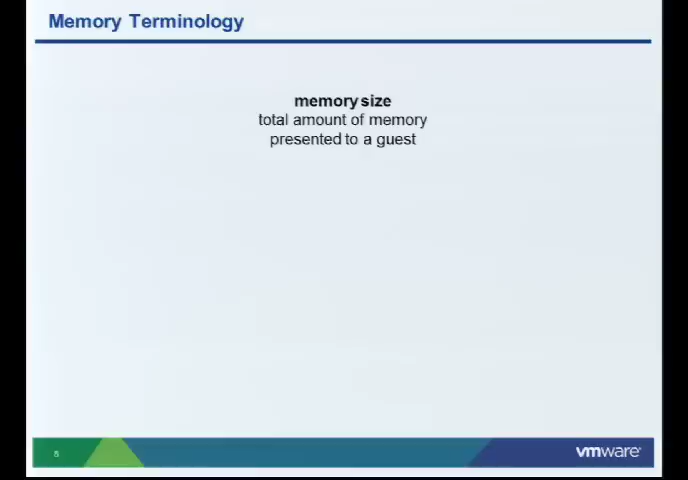 Memory Terminology
memory size
total amount of memory
presented to a guest
5
vmware